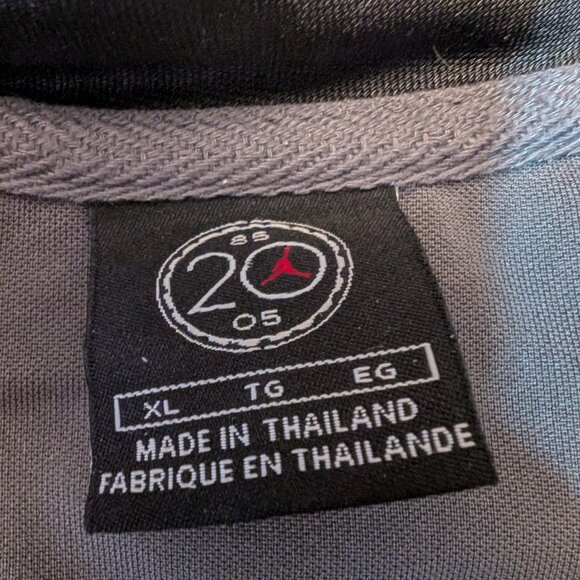 85
20
05
XL TG EG
MADE IN THAILAND
FABRIQUE EN THAILANDE